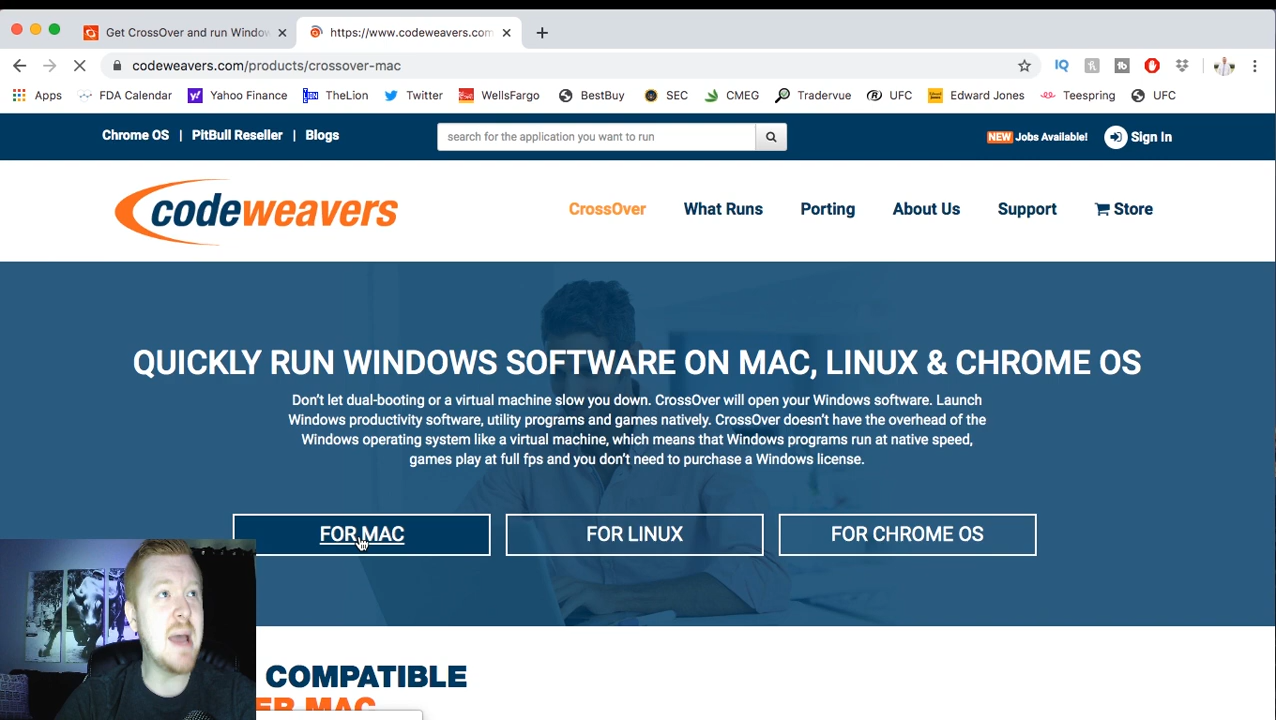 Get CrossOver and run Windo
https://www.codeweavers.com
codeweavers.com/products/crossover-mac
Apps
FDA Calendar
Yahoo Finance
TheLion
Twitter
WellsFargo
BestBuy
SEC
CMEG
Tradervue
UFC
Edward Jones
Teespring
UFC
Chrome OS | PitBull Reseller | Blogs
search for the application you want to run
NEW Jobs Available!
Sign In
codeweavers
CrossOver
What Runs
Porting
About Us
Support
Store
QUICKLY RUN WINDOWS SOFTWARE ON MAC, LINUX & CHROME OS
Don't let dual-booting or a virtual machine slow you down. CrossOver will open your Windows software. Launch
Windows productivity software, utility programs and games natively. CrossOver doesn't have the overhead of the
Windows operating system like a virtual machine, which means that Windows programs run at native speed,
games play at full fps and you don't need to purchase a Windows license.
FOR MAC
FOR LINUX
FOR CHROME OS
COMPATIBLE
ER MAC